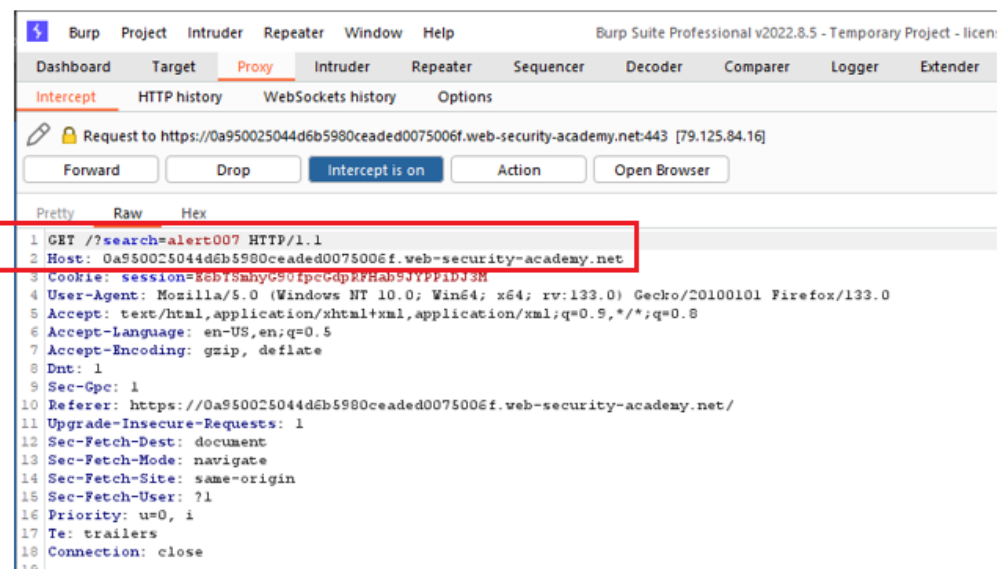 Burp Project Intruder Repeater Window Help Burp Suite Professional v2022.8.5 - Temporary Project - licen
Dashboard Target Proxy Intruder Repeater Sequencer Decoder Comparer Logger Extender
Intercept HTTP history WebSockets history Options
Request to https://0a950025044d6b5980ceaded0075006f.web-security-academy.net:443 [79.125.84.16]
Forward Drop Intercept is on Action Open Browser
Pretty Raw Hex
1 GET /?search=alert007 HTTP/1.1
2 Host: 0a950025044d6b5980ceaded0075006f.web-security-academy.net
3 Cookie: session=
4 User-Agent: Mozilla/5.0 (Windows NT 10.0; Win64; x64; rv:133.0) Gecko/20100101 Firefox/133.0
5 Accept: text/html,application/xhtml+xml,application/xml;q=0.9,*/*;q=0.8
6 Accept-Language: en-US,en;q=0.5
7 Accept-Encoding: gzip, deflate
8 Dnt: 1
9 Sec-Gpc: 1
10 Referer: https://0a950025044d6b5980ceaded0075006f.web-security-academy.net/
11 Upgrade-Insecure-Requests: 1
12 Sec-Fetch-Dest: document
13 Sec-Fetch-Mode: navigate
14 Sec-Fetch-Site: same-origin
15 Sec-Fetch-User: ?1
16 Priority: u=0, i
17 Te: trailers
18 Connection: close
19